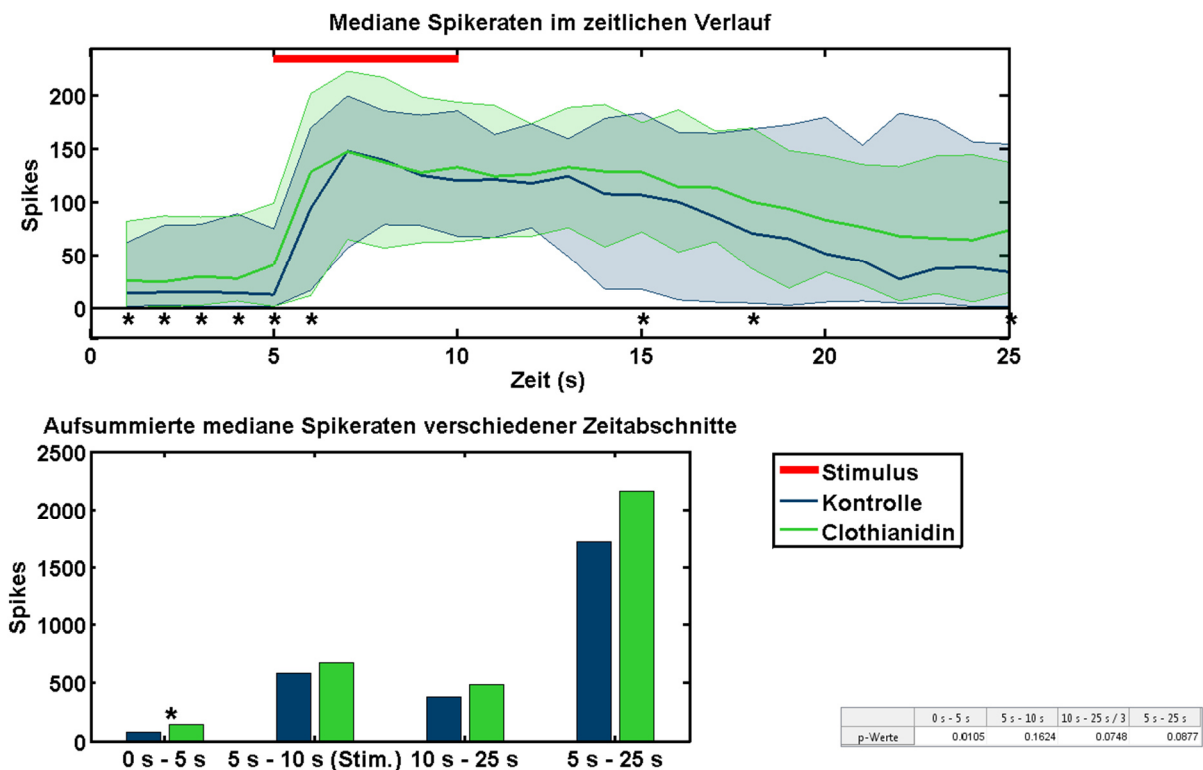 Mediane Spikeraten im zeitlichen Verlauf
Spikes
200
150
100
50
0
* * * * * * * * *
0 5 10 15 20 25
Zeit (s)
Aufsummierte mediane Spikeraten verschiedener Zeitabschnitte
Spikes
2500
2000
1500
1000
500
0
*
0 s - 5 s 5 s - 10 s (Stim.) 10 s - 25 s 5 s - 25 s
Stimulus
Kontrolle
Clothianidin
0 s - 5 s 5 s - 10 s 10 s - 25 s / 3 5 s - 25 s
p-Werte 0.0105 0.1624 0.0748 0.0877